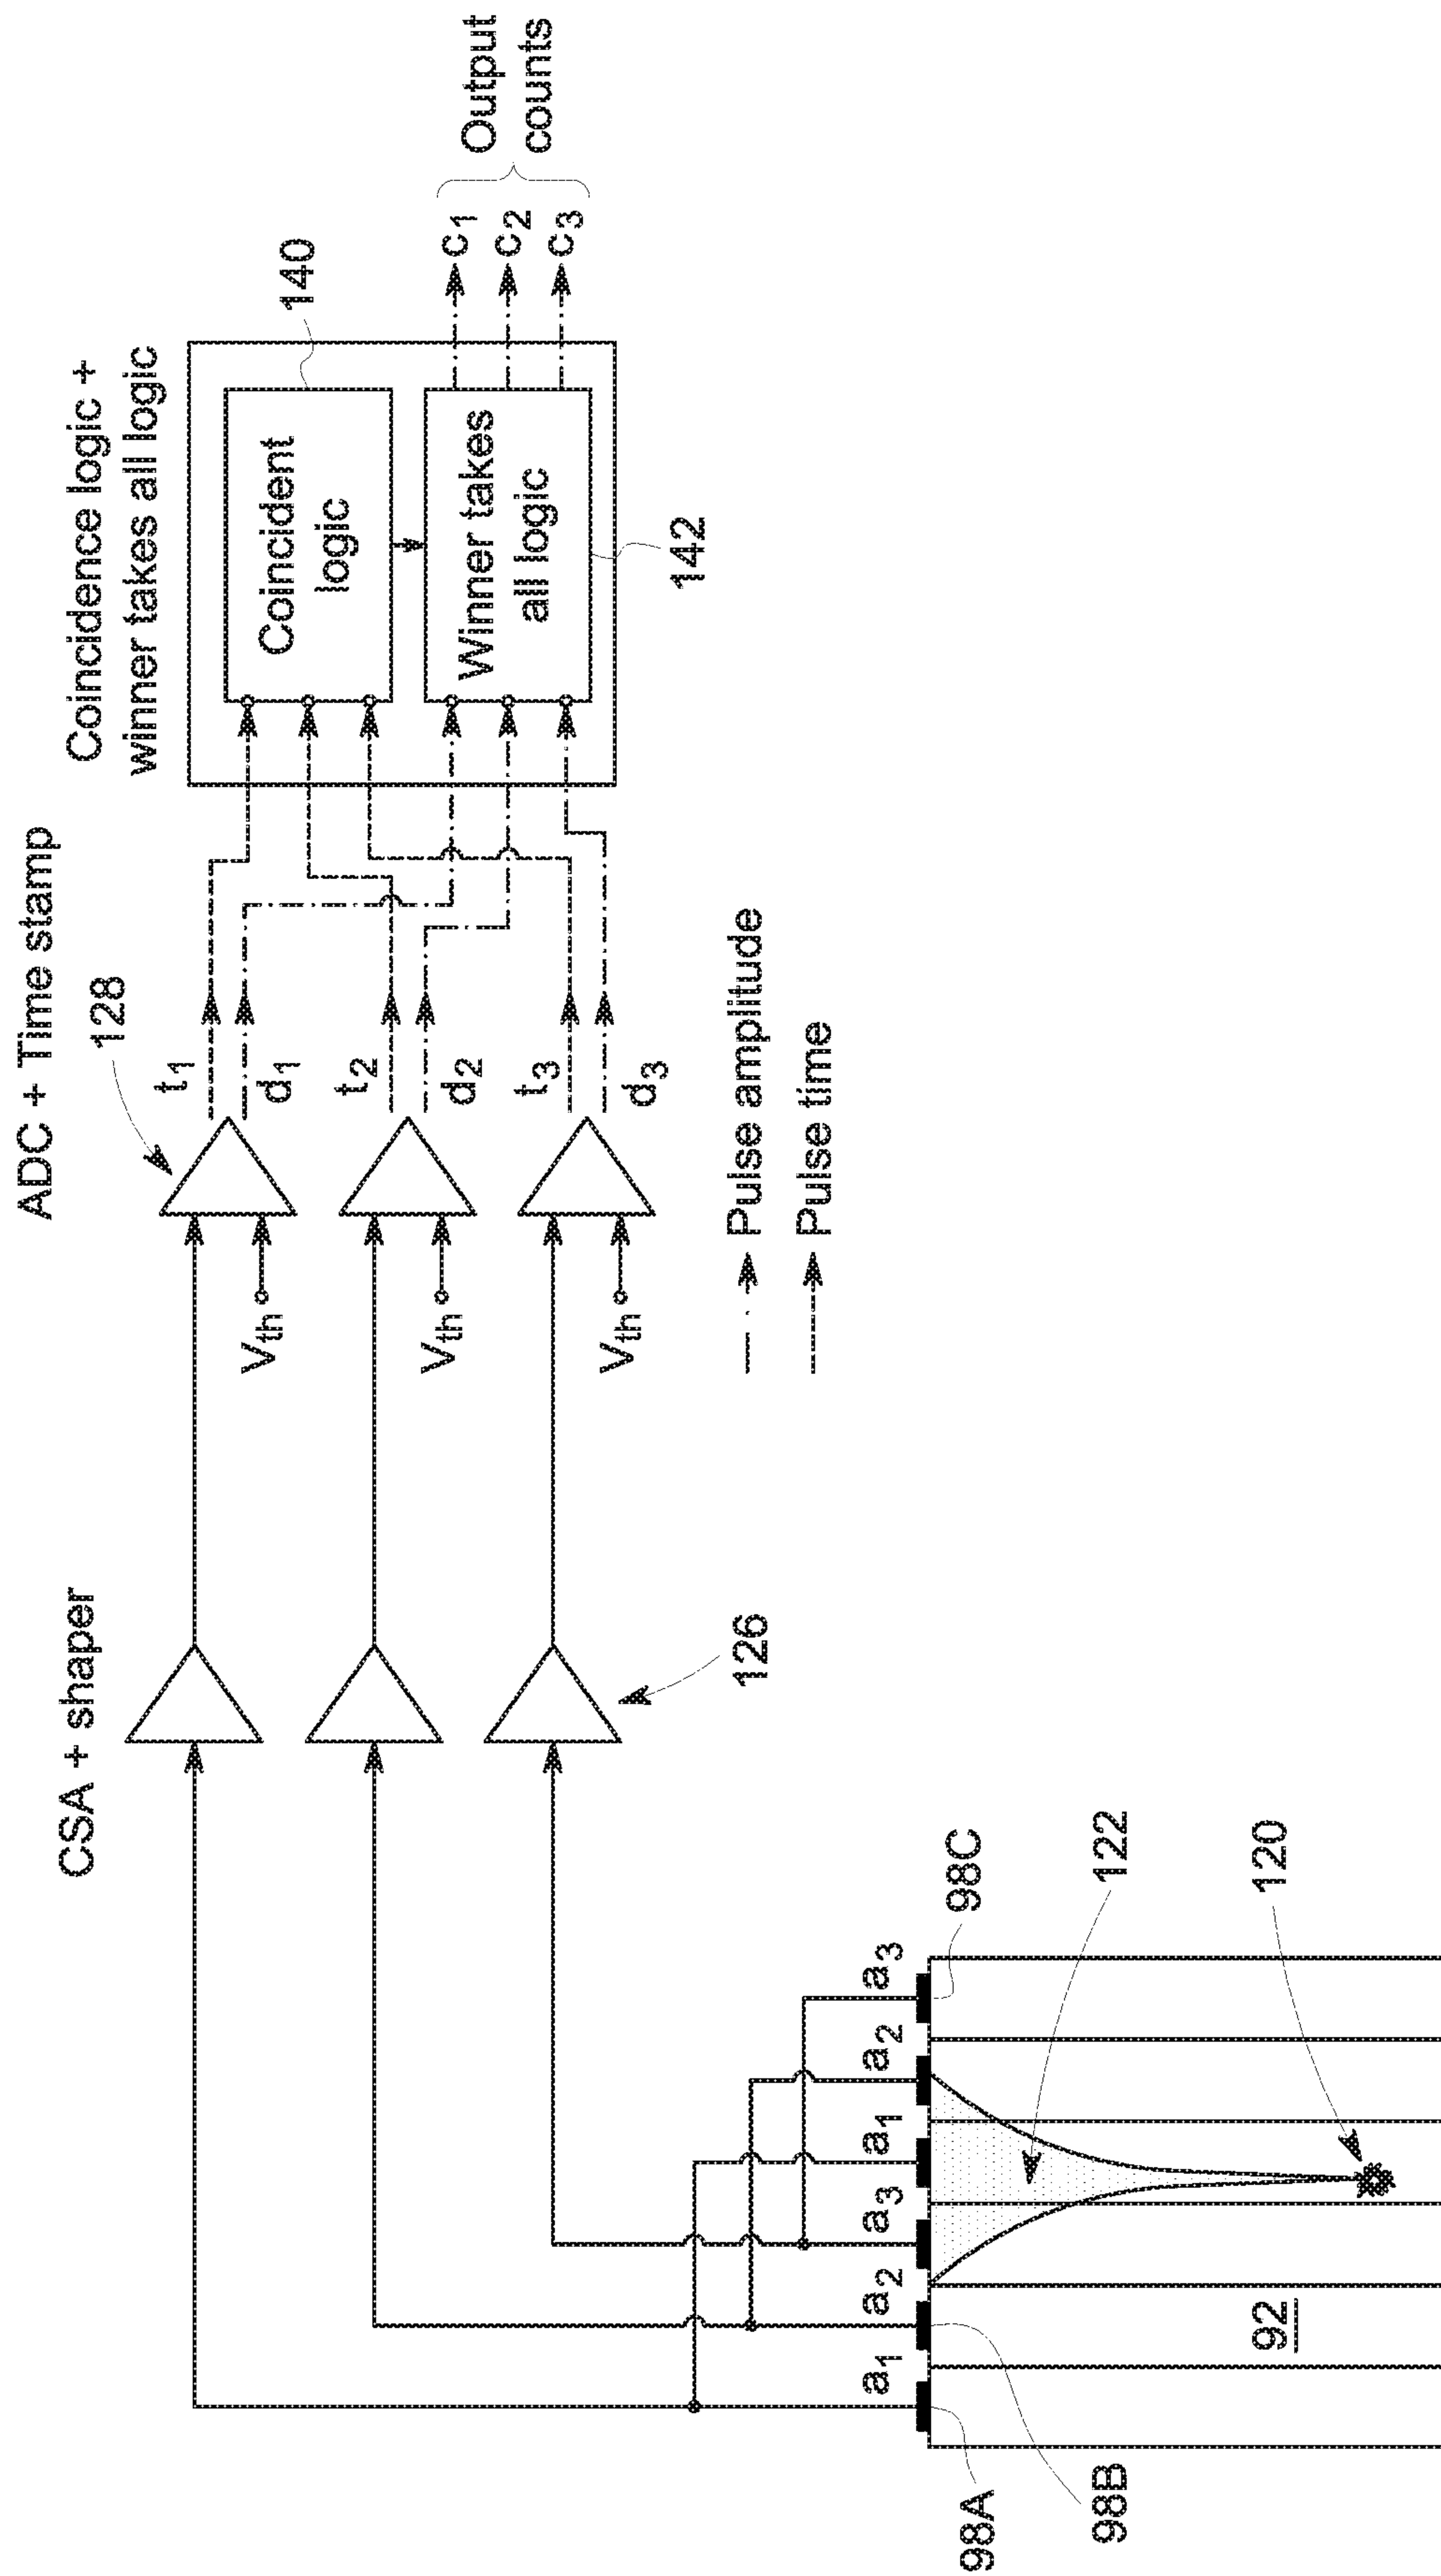 CSA + shaper
ADC + Time stamp
Coincidence logic +
winner takes all logic
128
140
t1
d1
t2
d2
t3
d3
Vth
Vth
Vth
Coincident
logic
Winner takes
all logic
142
c1
c2
c3
Output
counts
126
Pulse amplitude
Pulse time
a1
a2
a3
a1
a2
a3
98A
98B
98C
92
122
120